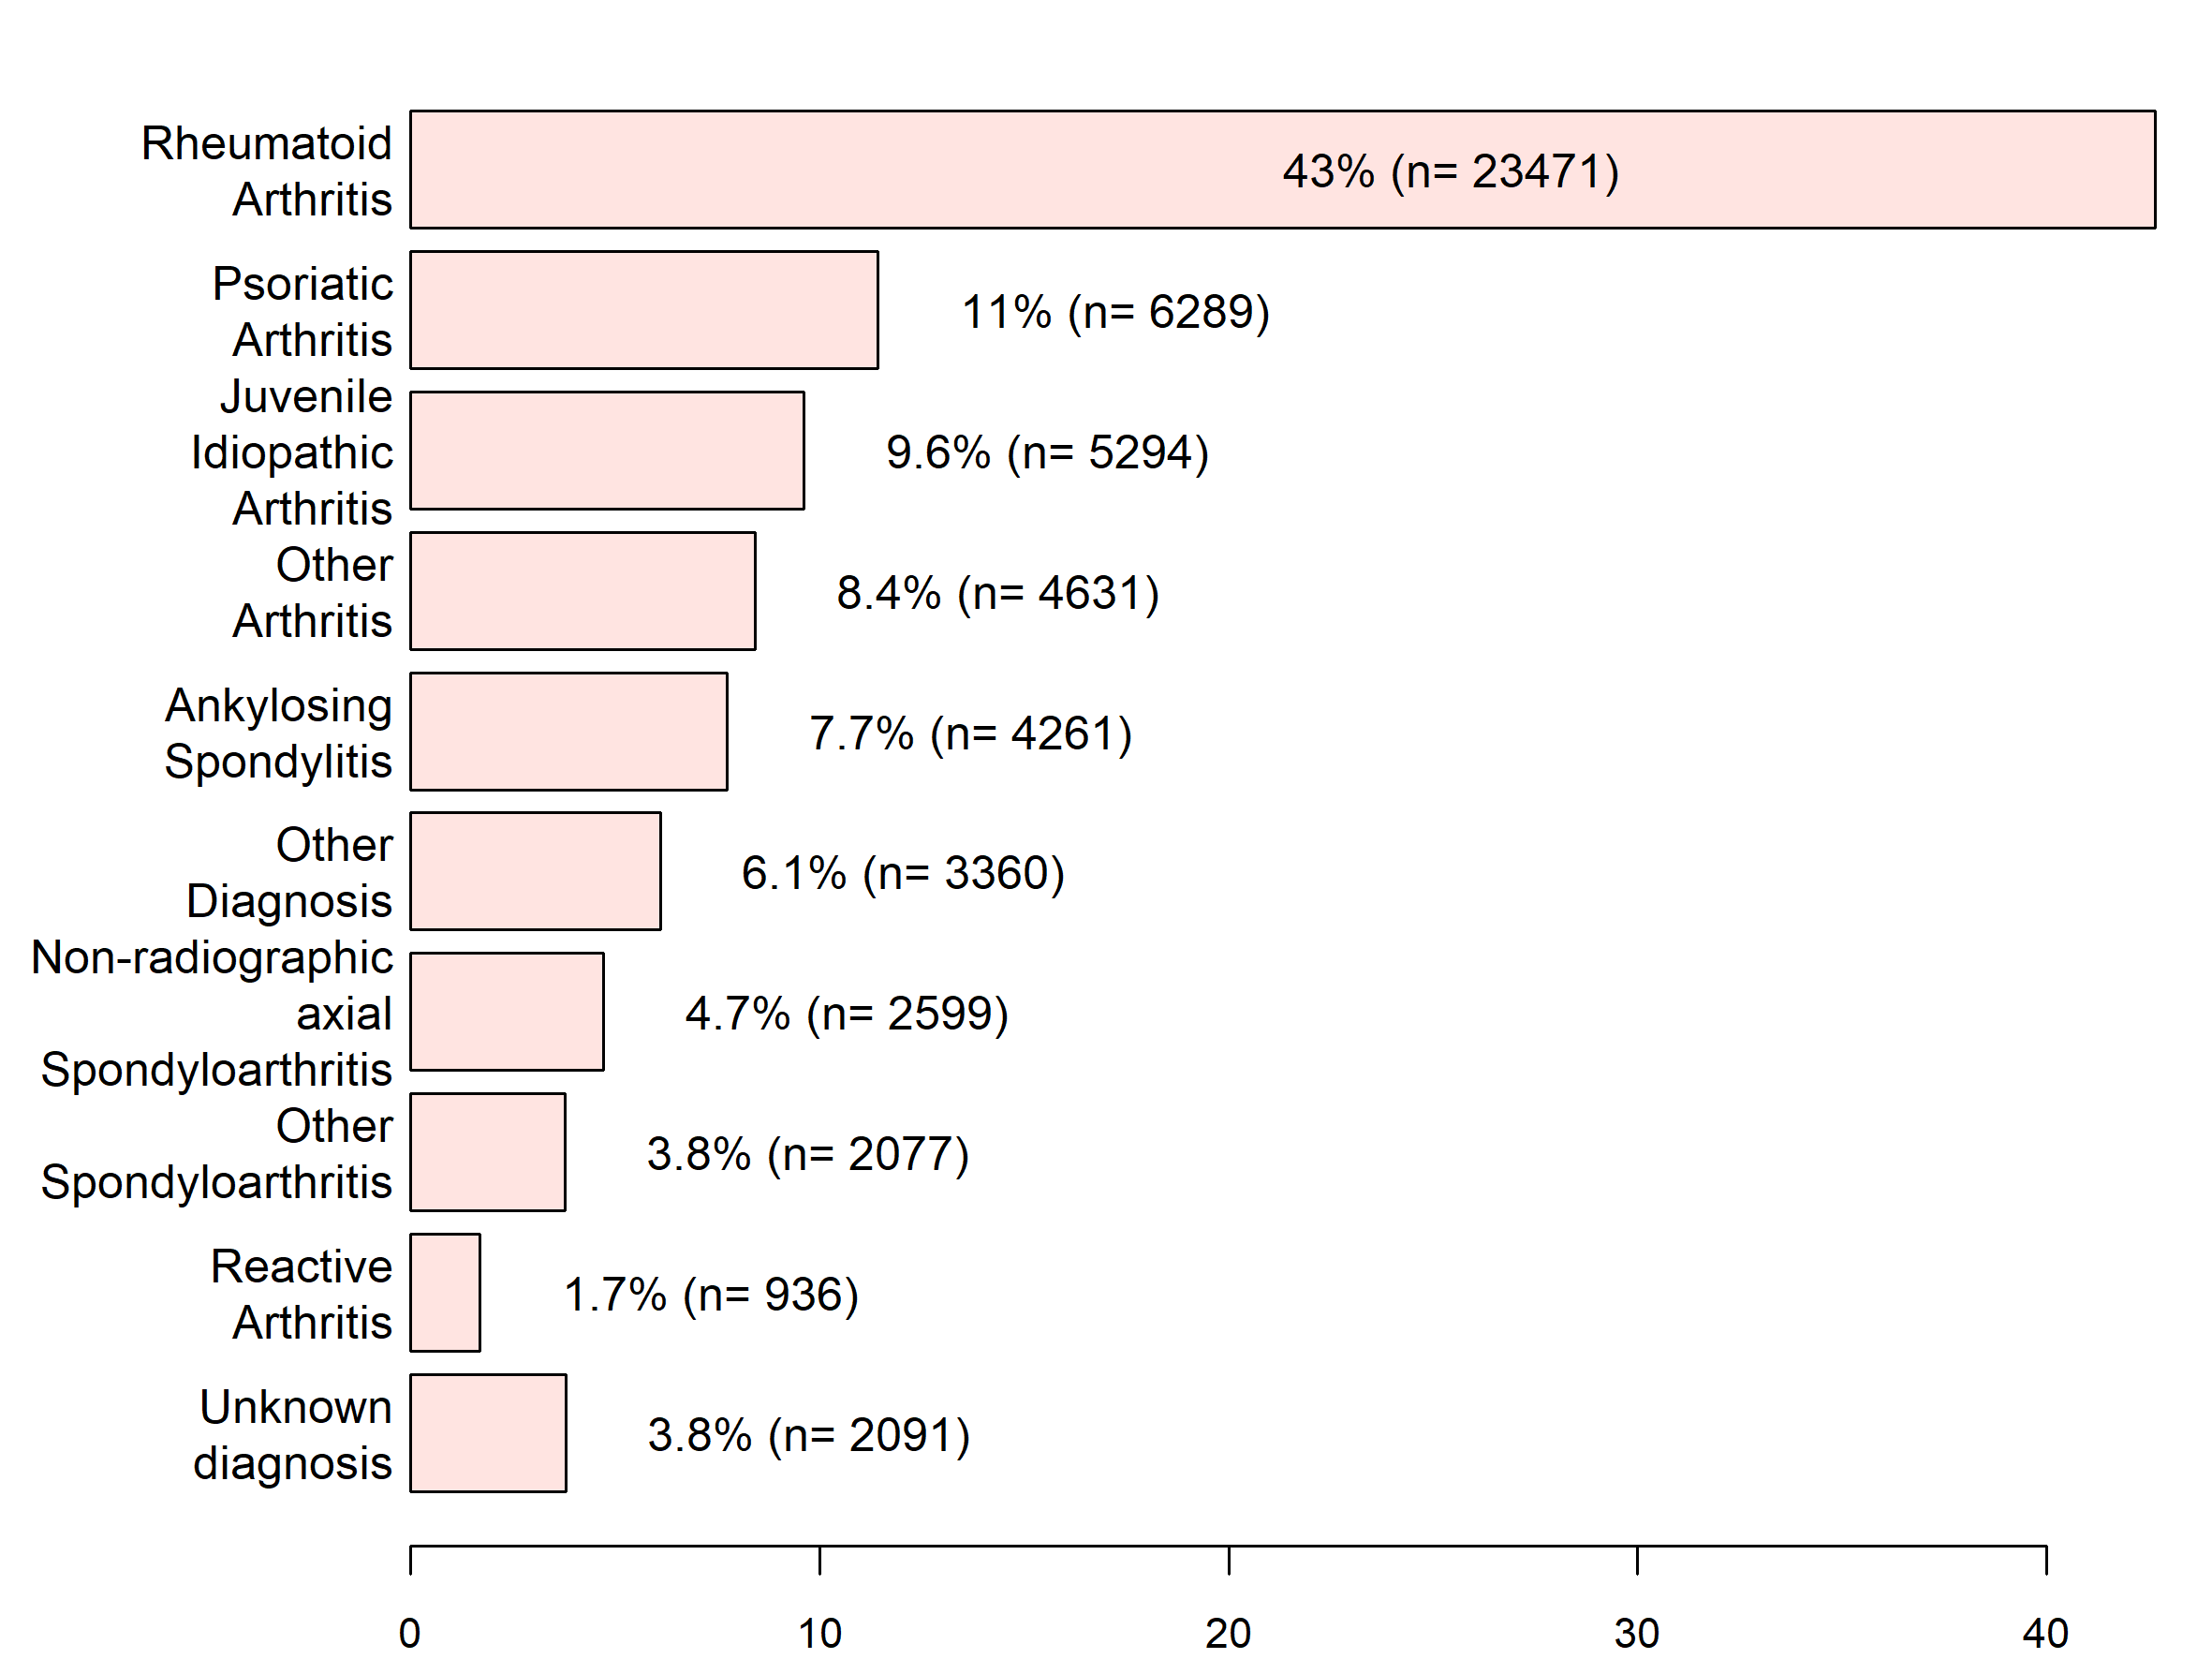 Rheumatoid
Arthritis
43% (n= 23471)
Psoriatic
Arthritis
11% (n= 6289)
Juvenile
Idiopathic
Arthritis
9.6% (n= 5294)
Other
Arthritis
8.4% (n= 4631)
Ankylosing
Spondylitis
7.7% (n= 4261)
Other
Diagnosis
6.1% (n= 3360)
Non-radiographic
axial
Spondyloarthritis
4.7% (n= 2599)
Other
Spondyloarthritis
3.8% (n= 2077)
Reactive
Arthritis
1.7% (n= 936)
Unknown
diagnosis
3.8% (n= 2091)
0 10 20 30 40